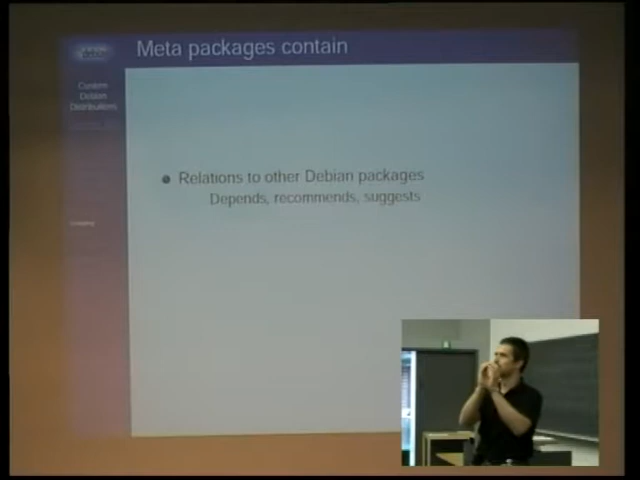 Meta packages contain
Custom
Debian
Distributions
Relations to other Debian packages
Depends, recommends, suggests